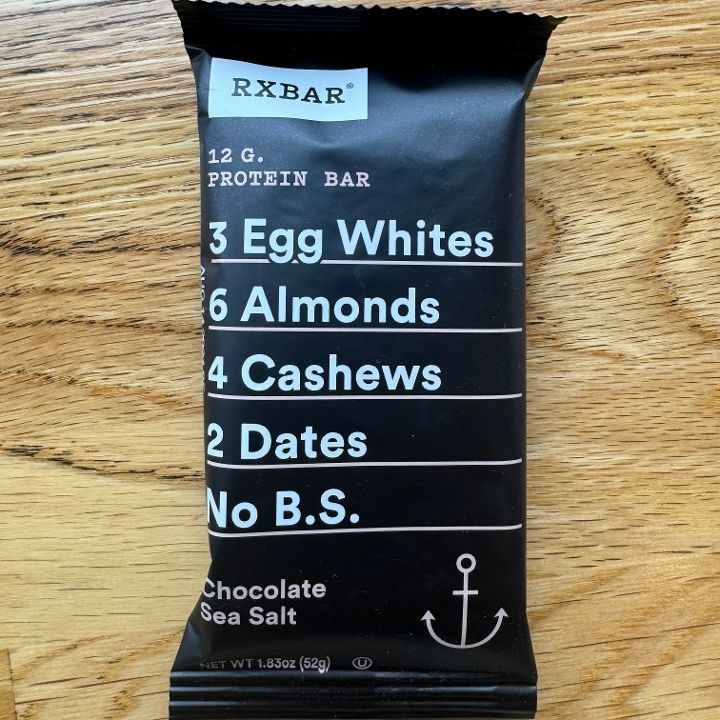 RXBAR®
12 G.
PROTEIN BAR
3 Egg Whites
6 Almonds
4 Cashews
2 Dates
No B.S.
Chocolate
Sea Salt
NET WT 1.83oz (52g) U